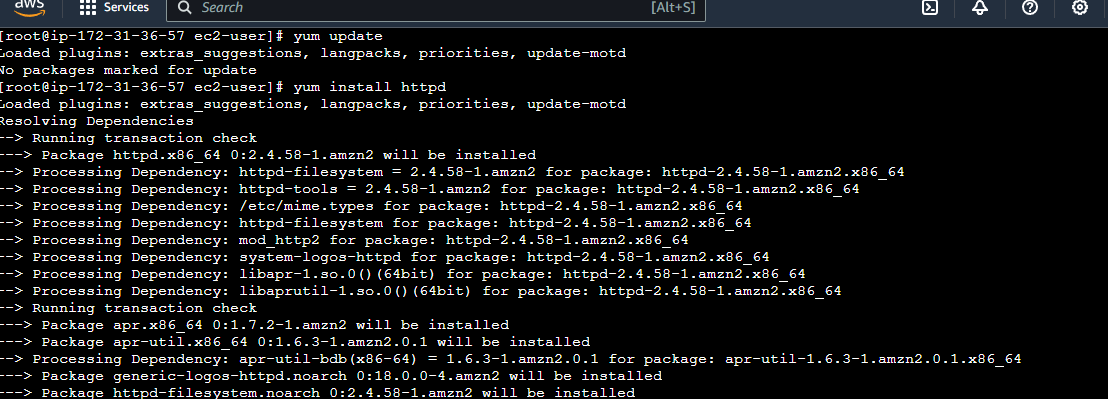 aws
Services
Search
[Alt+S]
[root@ip-172-31-36-57 ec2-user]# yum update
Loaded plugins: extras_suggestions, langpacks, priorities, update-motd
No packages marked for update
[root@ip-172-31-36-57 ec2-user]# yum install httpd
Loaded plugins: extras_suggestions, langpacks, priorities, update-motd
Resolving Dependencies
--> Running transaction check
---> Package httpd.x86_64 0:2.4.58-1.amzn2 will be installed
--> Processing Dependency: httpd-filesystem = 2.4.58-1.amzn2 for package: httpd-2.4.58-1.amzn2.x86_64
--> Processing Dependency: httpd-tools = 2.4.58-1.amzn2 for package: httpd-2.4.58-1.amzn2.x86_64
--> Processing Dependency: /etc/mime.types for package: httpd-2.4.58-1.amzn2.x86_64
--> Processing Dependency: httpd-filesystem for package: httpd-2.4.58-1.amzn2.x86_64
--> Processing Dependency: mod_http2 for package: httpd-2.4.58-1.amzn2.x86_64
--> Processing Dependency: system-logos-httpd for package: httpd-2.4.58-1.amzn2.x86_64
--> Processing Dependency: libapr-1.so.0()(64bit) for package: httpd-2.4.58-1.amzn2.x86_64
--> Processing Dependency: libaprutil-1.so.0()(64bit) for package: httpd-2.4.58-1.amzn2.x86_64
--> Running transaction check
---> Package apr.x86_64 0:1.7.2-1.amzn2 will be installed
---> Package apr-util.x86_64 0:1.6.3-1.amzn2.0.1 will be installed
--> Processing Dependency: apr-util-bdb(x86-64) = 1.6.3-1.amzn2.0.1 for package: apr-util-1.6.3-1.amzn2.0.1.x86_64
---> Package generic-logos-httpd.noarch 0:18.0.0-4.amzn2 will be installed
---> Package httpd-filesystem.noarch 0:2.4.58-1.amzn2 will be installed